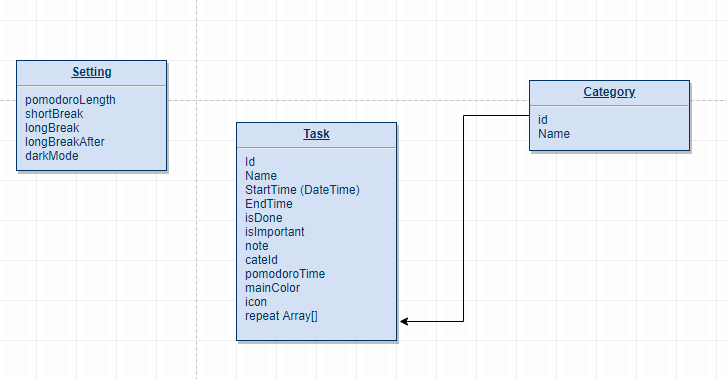 Setting
pomodoroLength
shortBreak
longBreak
longBreakAfter
darkMode
Task
Id
Name
StartTime (DateTime)
EndTime
isDone
isImportant
note
cateId
pomodoroTime
mainColor
icon
repeat Array[]
Category
id
Name